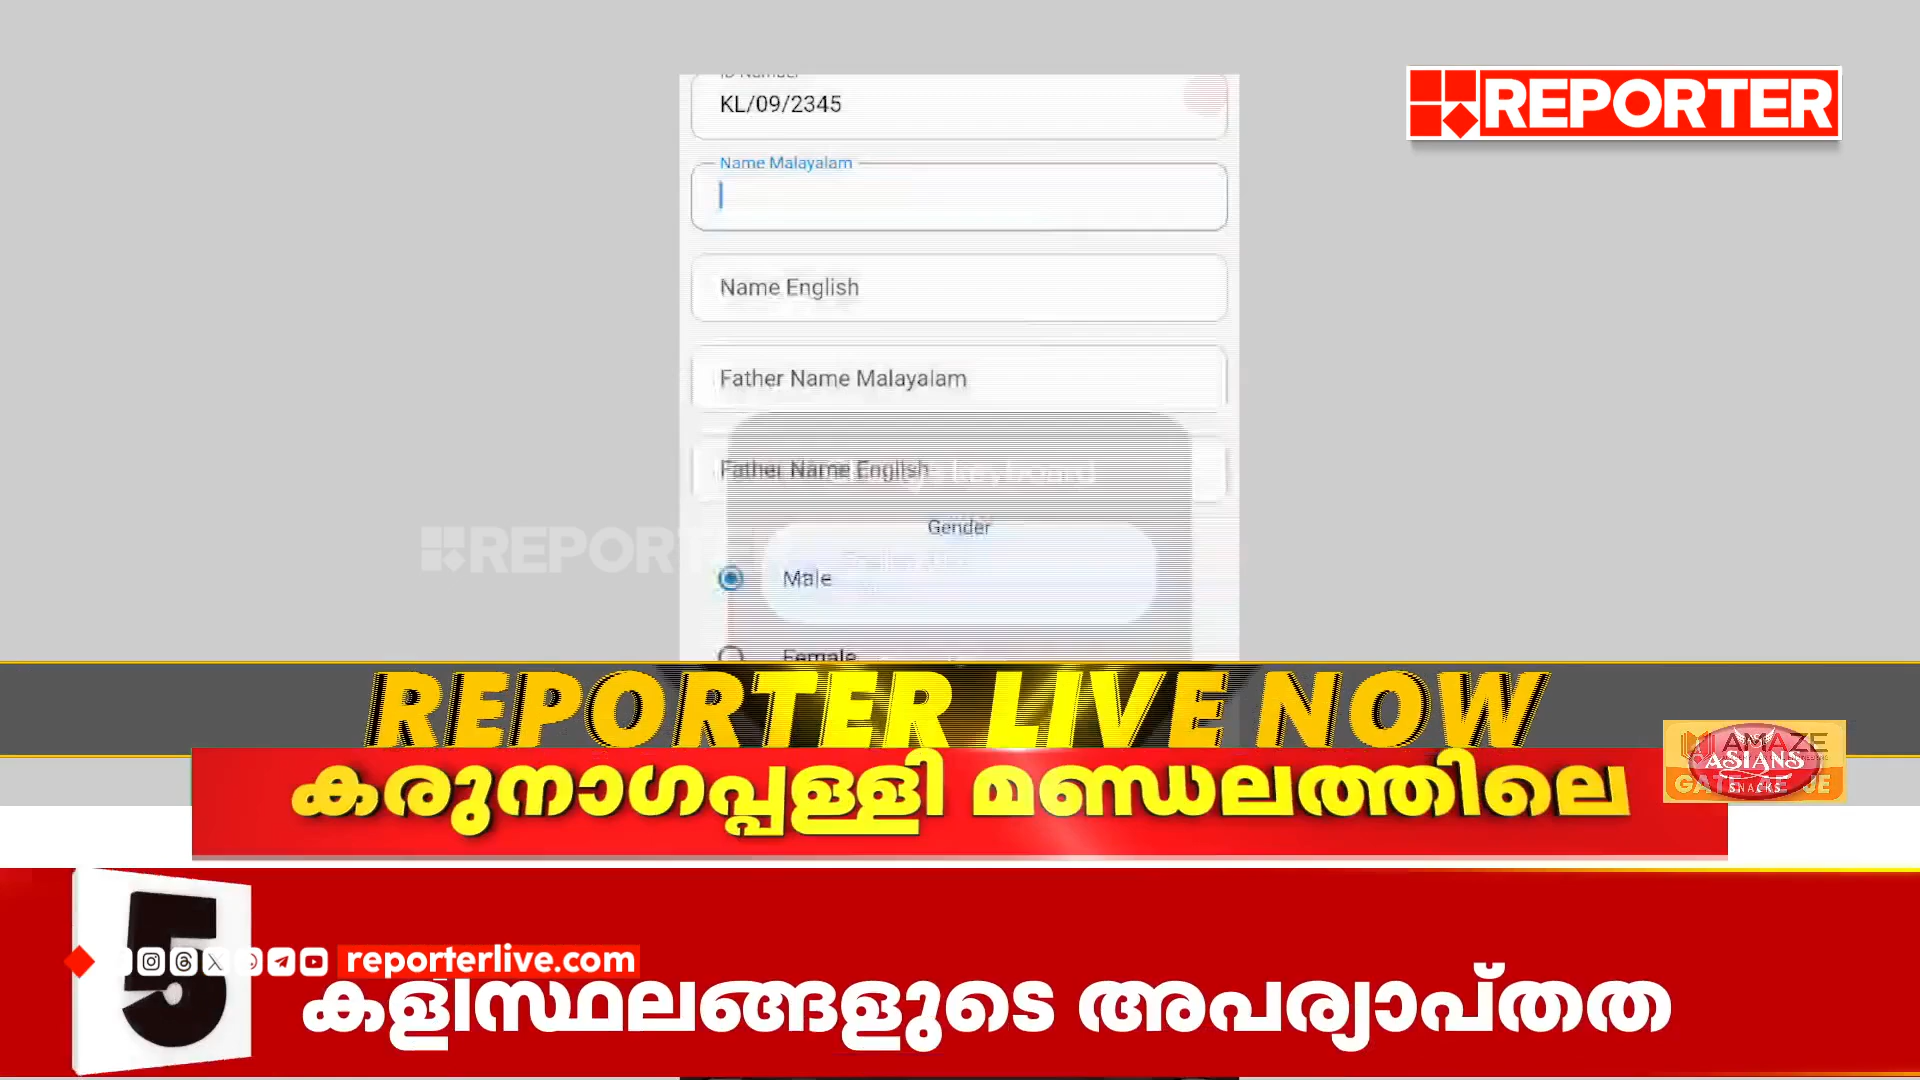 KL/09/2345
REPORTER
Name Malayalam
Name English
Father Name Malayalam
Father Name English
Gender
Male
Female
REPORTER LIVE NOW
കരുനാഗപ്പള്ളി മണ്ഡലത്തിലെ
AMAZE
ASIANS
SNACKS
5
reporterlive.com
കളിസ്ഥലങ്ങളുടെ അപര്യാപ്തത